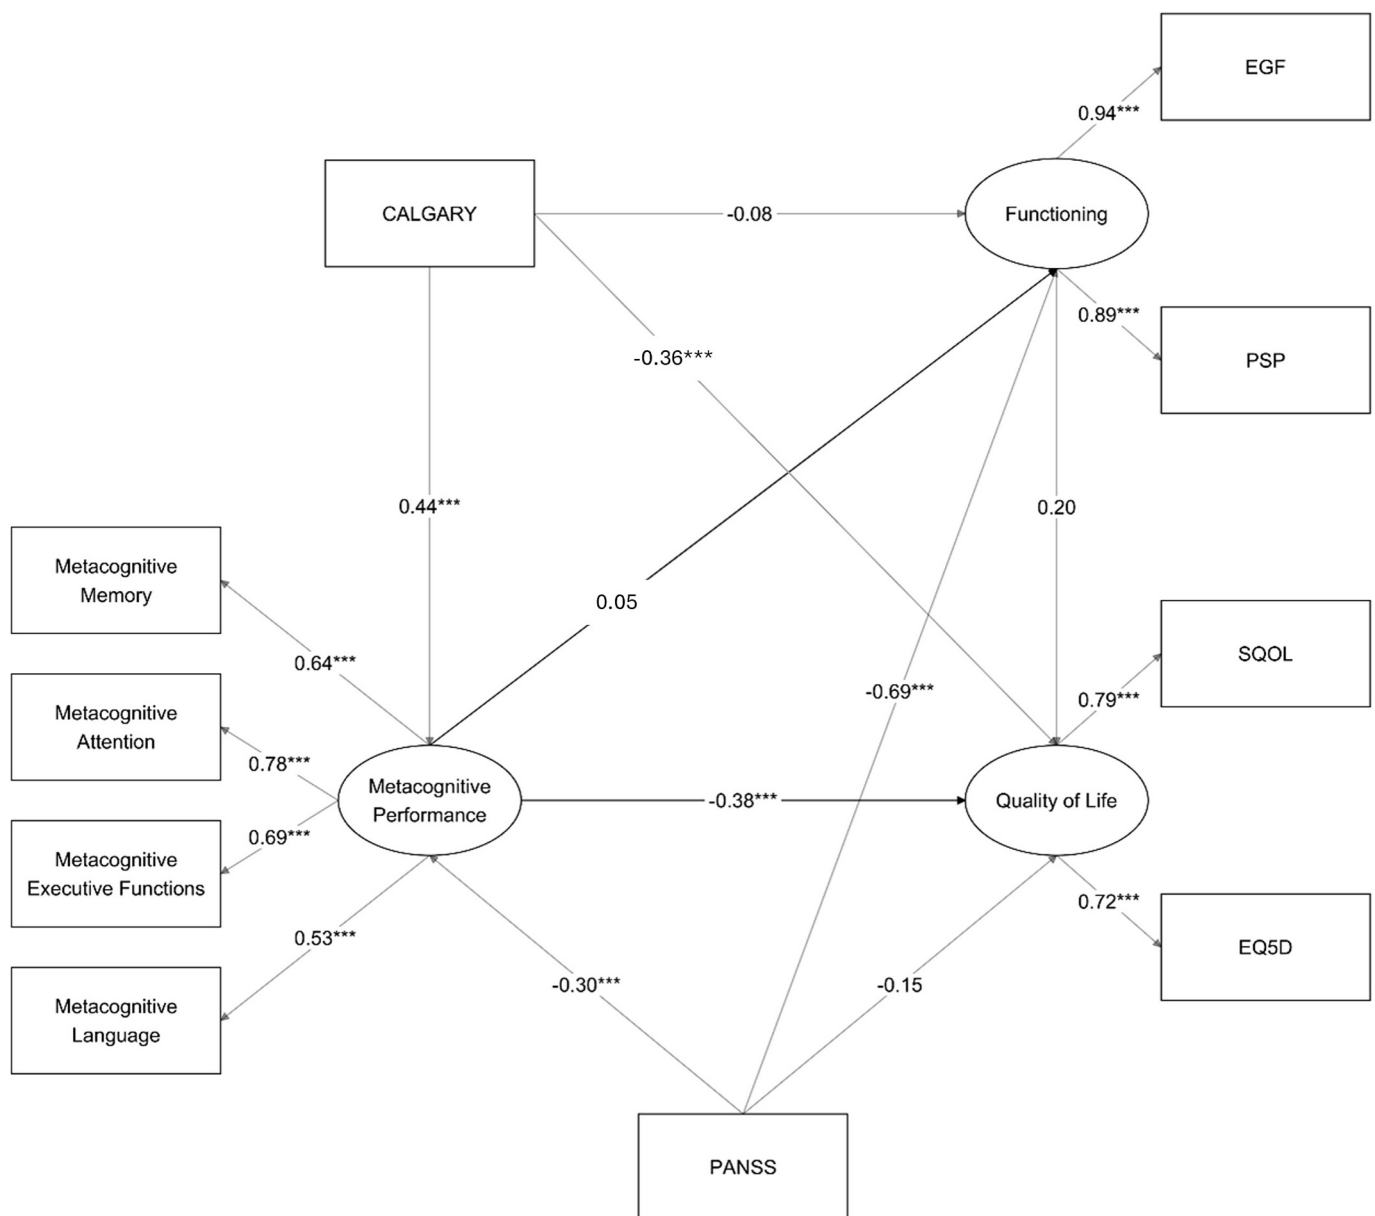 EGF
0.94***
CALGARY
-0.08
Functioning
0.89***
-0.36***
PSP
0.44***
0.20
Metacognitive
Memory
0.05
0.64***
-0.69***
SQOL
0.79***
Metacognitive
Attention
0.78***
Metacognitive
Performance
-0.38***
Quality of Life
0.69***
Metacognitive
Executive Functions
0.72***
0.53***
EQ5D
-0.30***
-0.15
Metacognitive
Language
PANSS